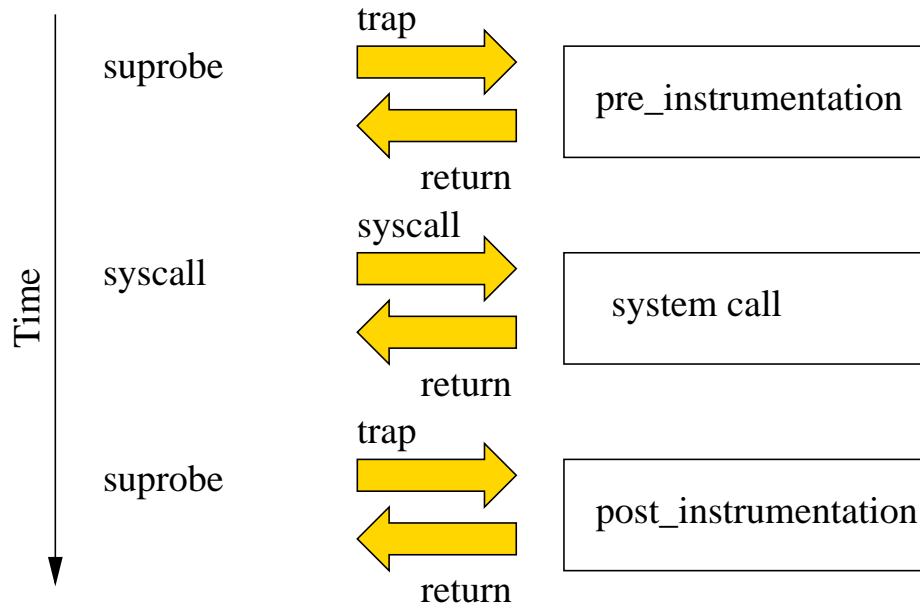 trap
suprobe
pre_instrumentation
return
syscall
syscall
system call
return
Time
trap
suprobe
post_instrumentation
return